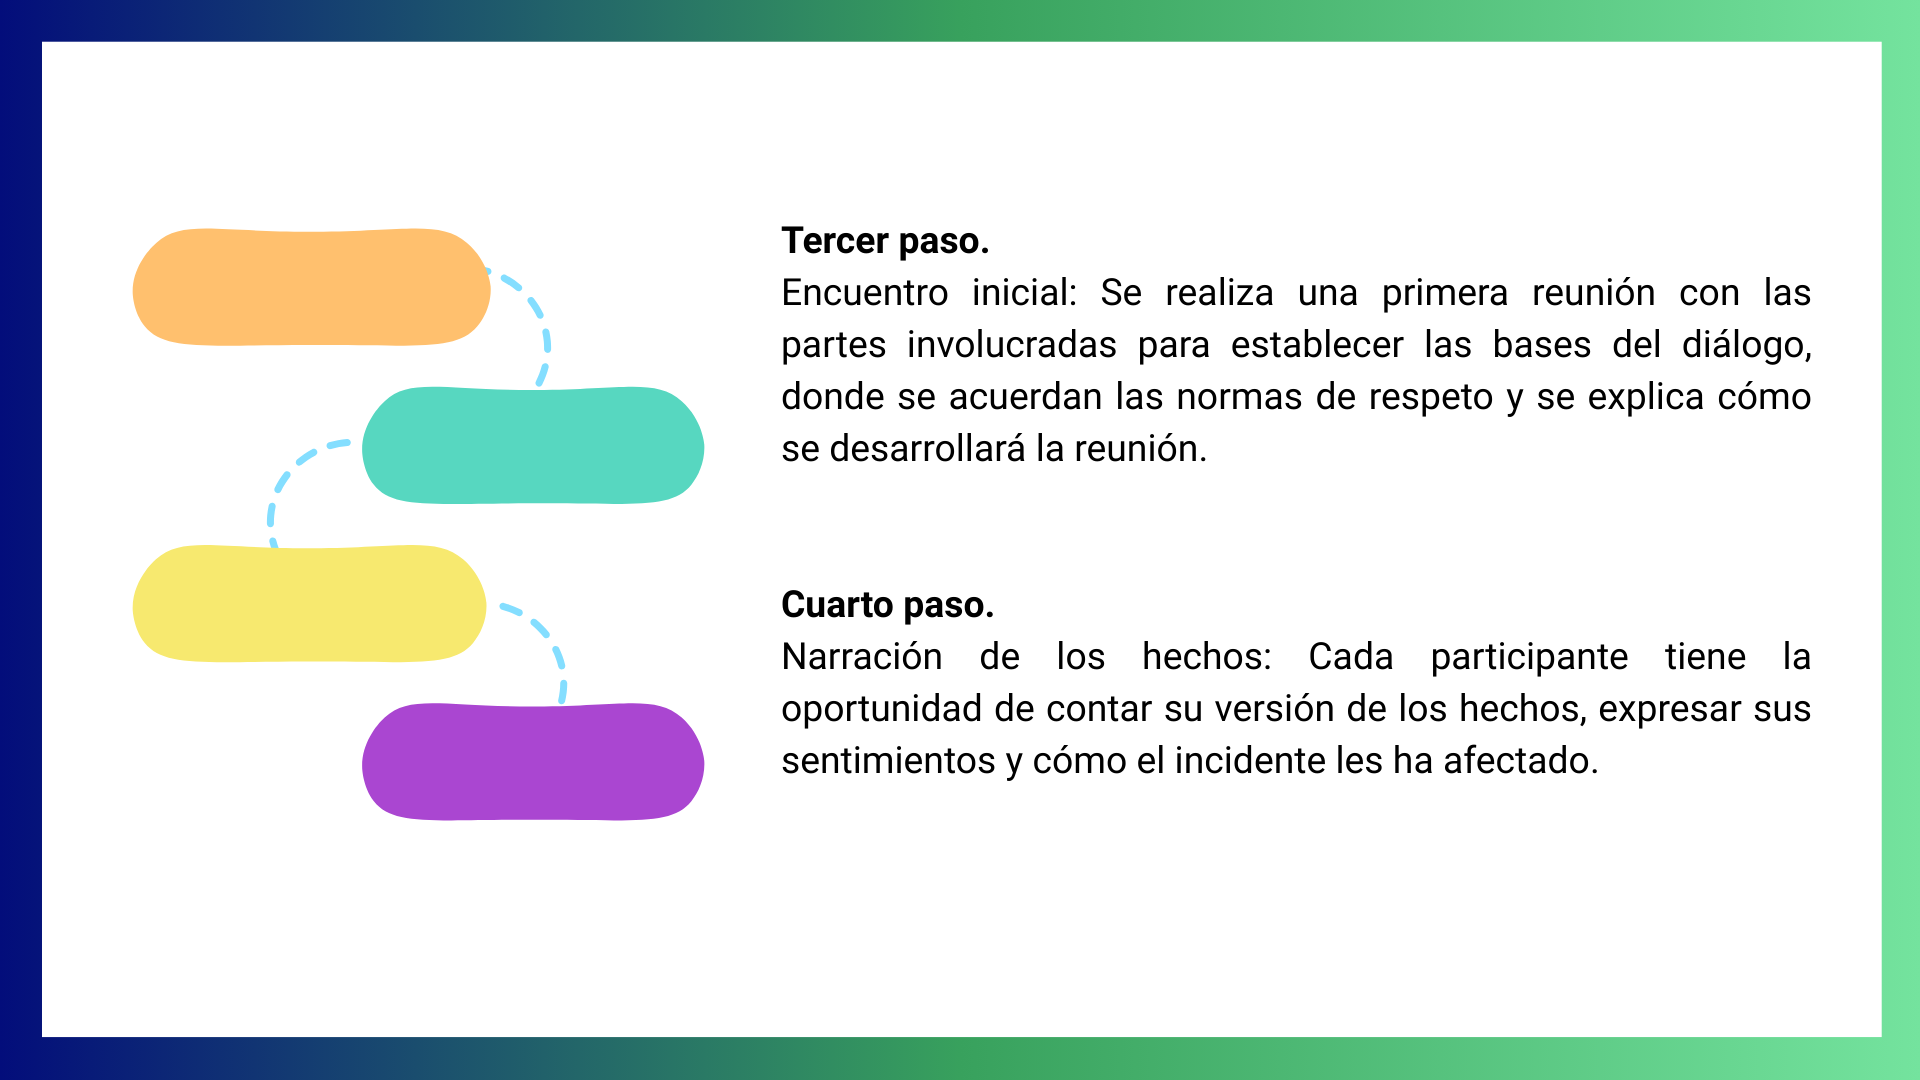 Tercer paso.
Encuentro inicial: Se realiza una primera reunión con las
partes involucradas para establecer las bases del diálogo,
donde se acuerdan las normas de respeto y se explica cómo
se desarrollará la reunión.
Cuarto paso.
Narración de los hechos: Cada participante tiene la
oportunidad de contar su versión de los hechos, expresar sus
sentimientos y cómo el incidente les ha afectado.